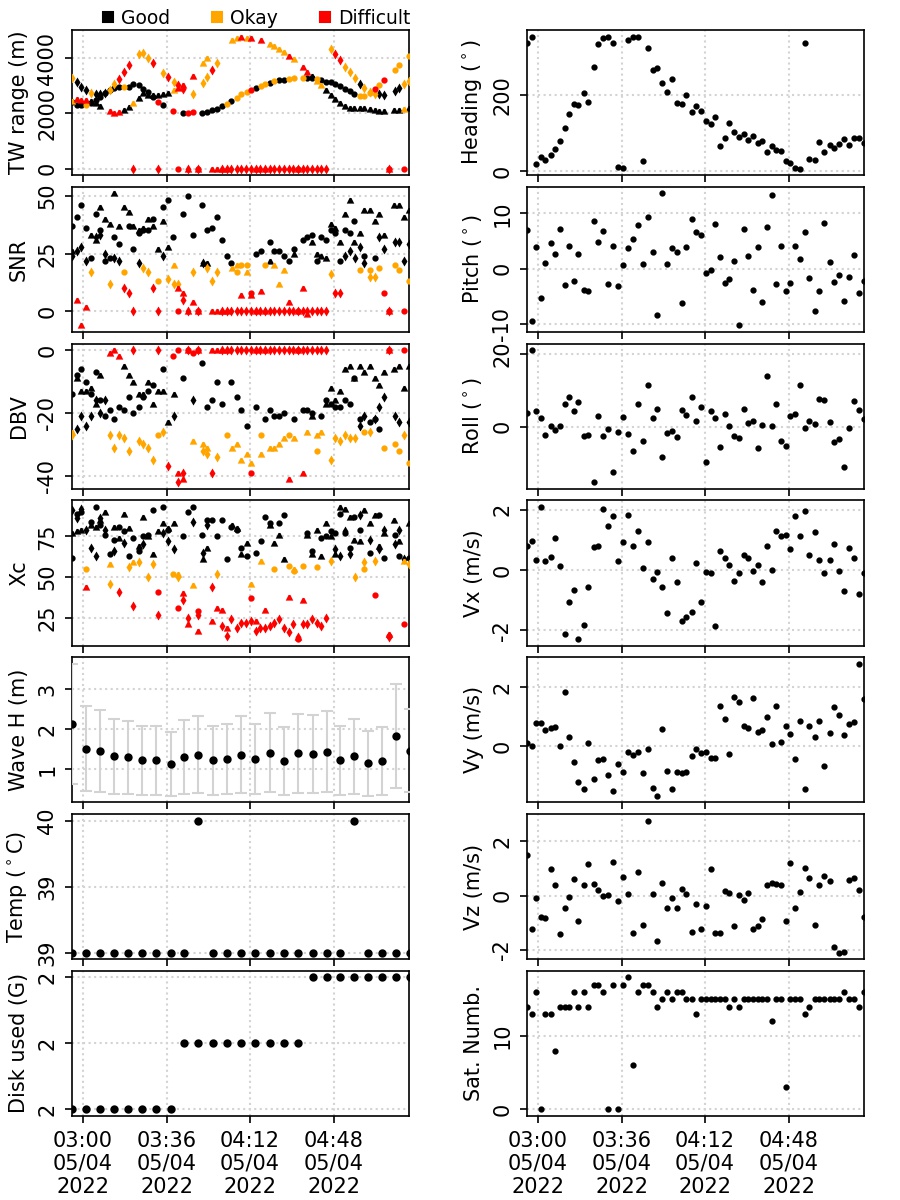 Good Okay Difficult
TW range (m)
4000
2000
0
Heading (°)
200
0
SNR
50
25
0
Pitch (°)
10
0
-10
DBV
0
-20
-40
Roll (°)
20
0
Xc
75
50
25
Vx (m/s)
2
0
-2
Wave H (m)
3
2
1
Vy (m/s)
2
0
Temp (°C)
40
39
39
Vz (m/s)
2
0
-2
Disk used (G)
2
2
2
Sat. Numb.
10
0
03:00 03:36 04:12 04:48
05/04 05/04 05/04 05/04
2022 2022 2022 2022
03:00 03:36 04:12 04:48
05/04 05/04 05/04 05/04
2022 2022 2022 2022